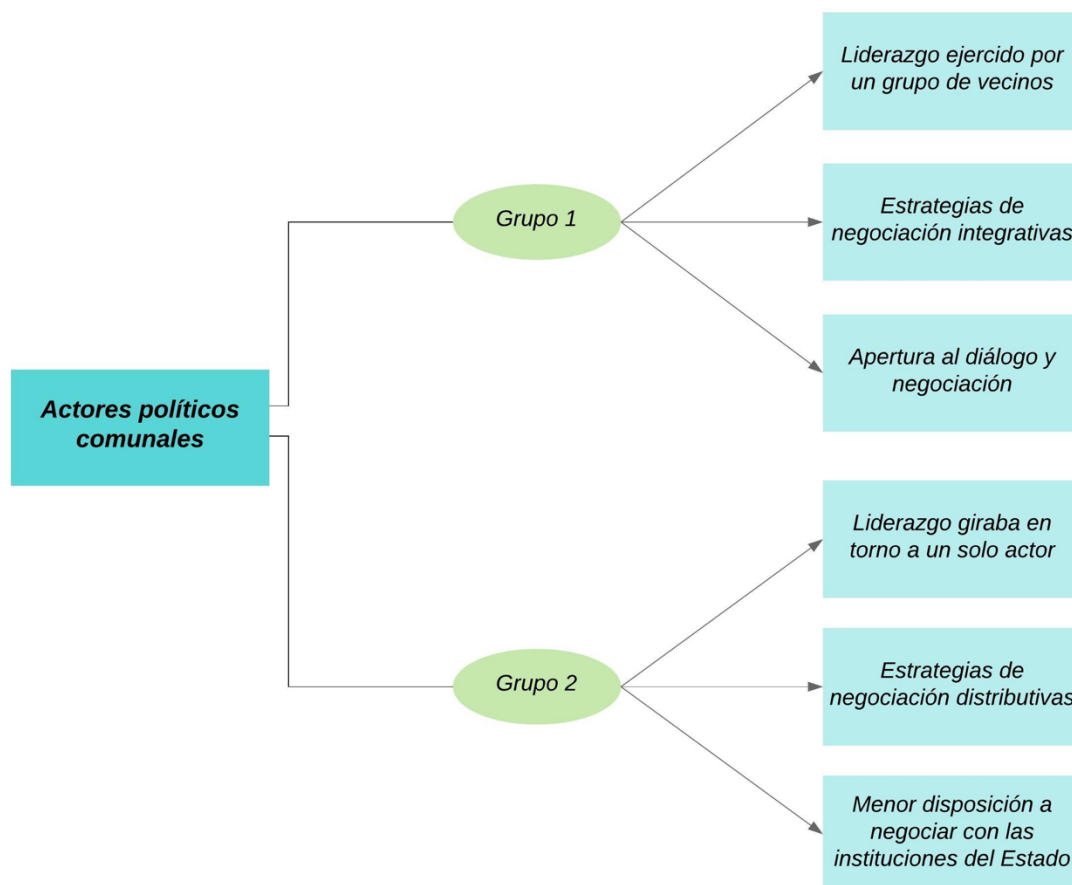 Actores políticos
comunales
Grupo 1
Liderazgo ejercido por
un grupo de vecinos
Estrategias de
negociación integrativas
Apertura al diálogo y
negociación
Grupo 2
Liderazgo giraba en
torno a un solo actor
Estrategias de
negociación distributivas
Menor disposición a
negociar con las
instituciones del Estado